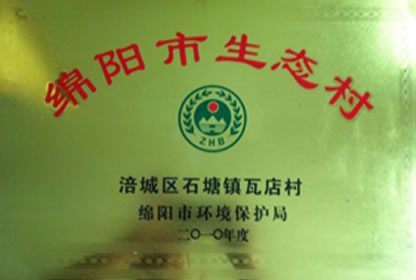 绵阳市生态村
ZHB
涪城区石塘镇瓦店村
绵阳市环境保护局
二〇一〇年度